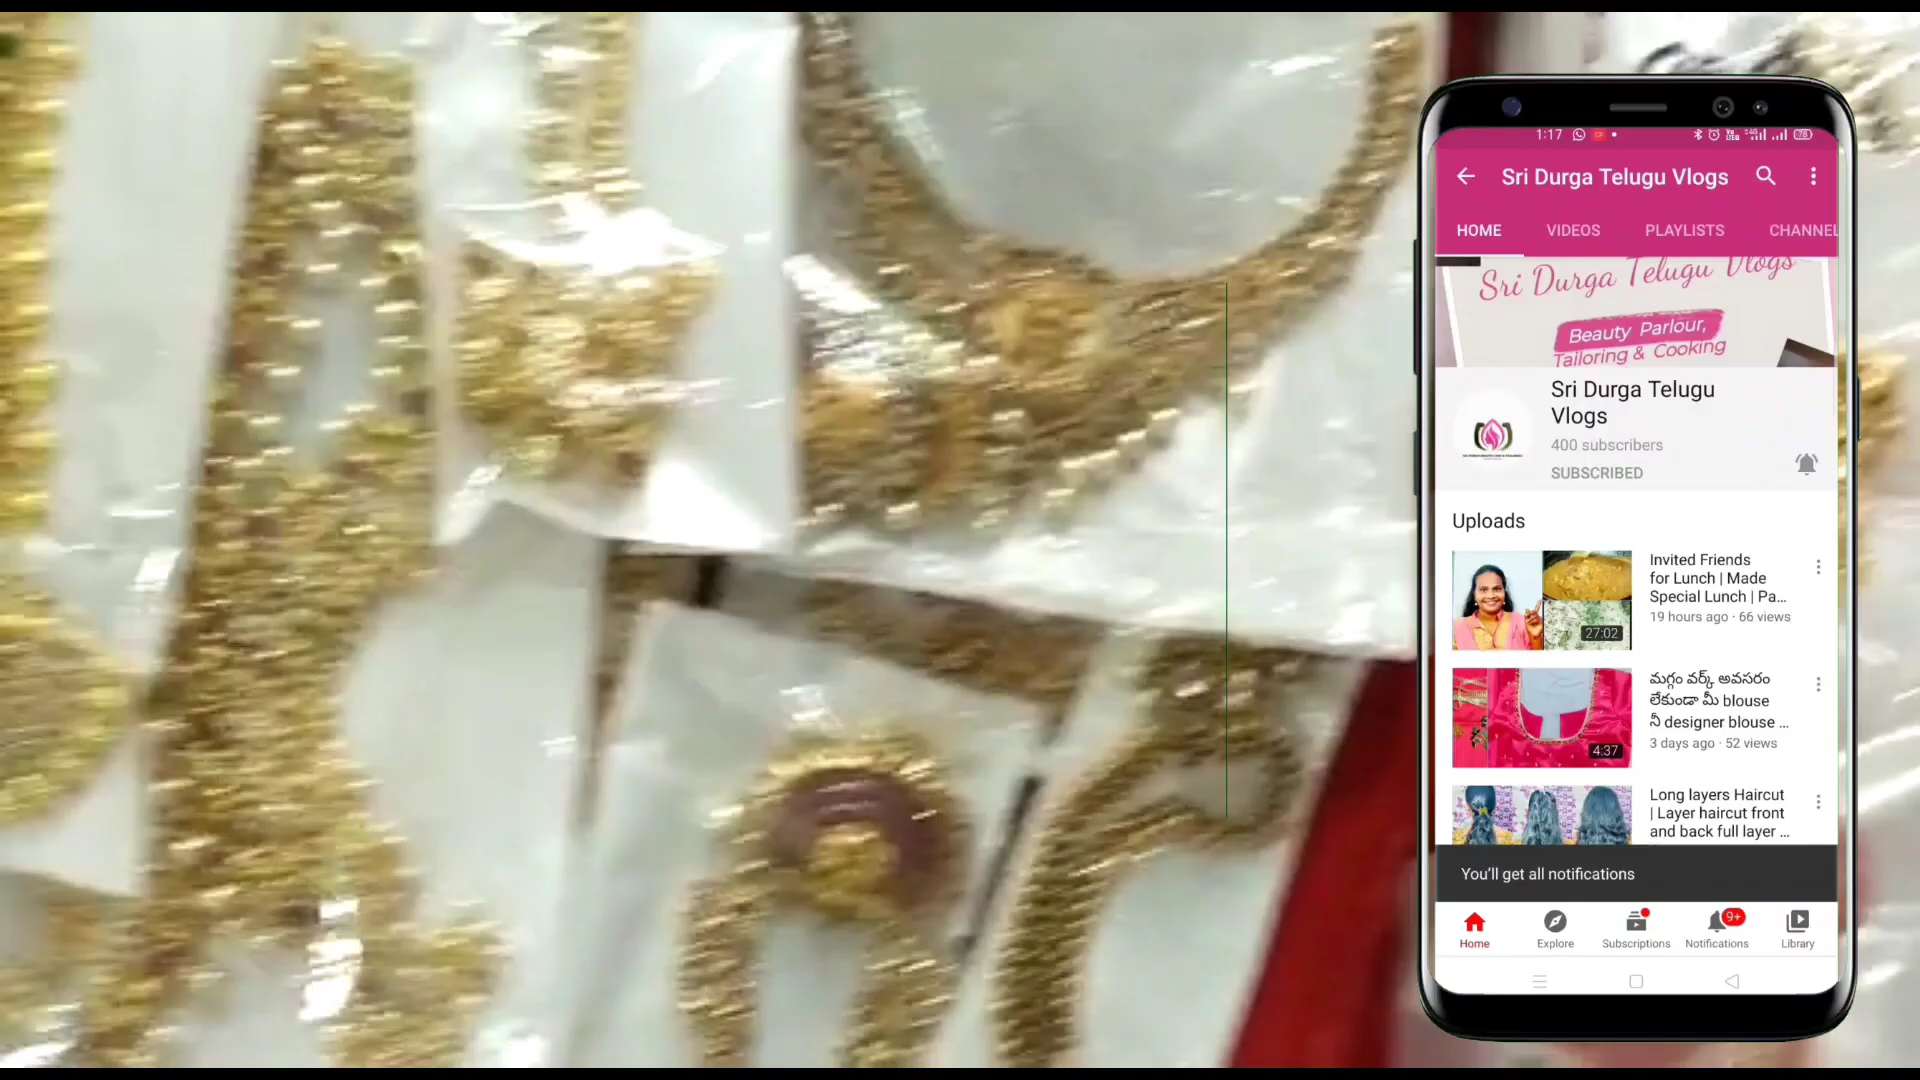 1:17
78
Sri Durga Telugu Vlogs
HOME VIDEOS PLAYLISTS CHANNEL
Sri Durga Telugu Vlogs
Beauty Parlour,
Tailoring & Cooking
Sri Durga Telugu
Vlogs
400 subscribers
SUBSCRIBED
Uploads
Invited Friends
for Lunch | Made
Special Lunch | Pa...
19 hours ago · 66 views
27:02
మగ్గం వర్క్ అవసరం
లేకుండా మీ blouse
నీ designer blouse ...
3 days ago · 52 views
4:37
Long layers Haircut
| Layer haircut front
and back full layer ...
You'll get all notifications
9+
Home Explore Subscriptions Notifications Library